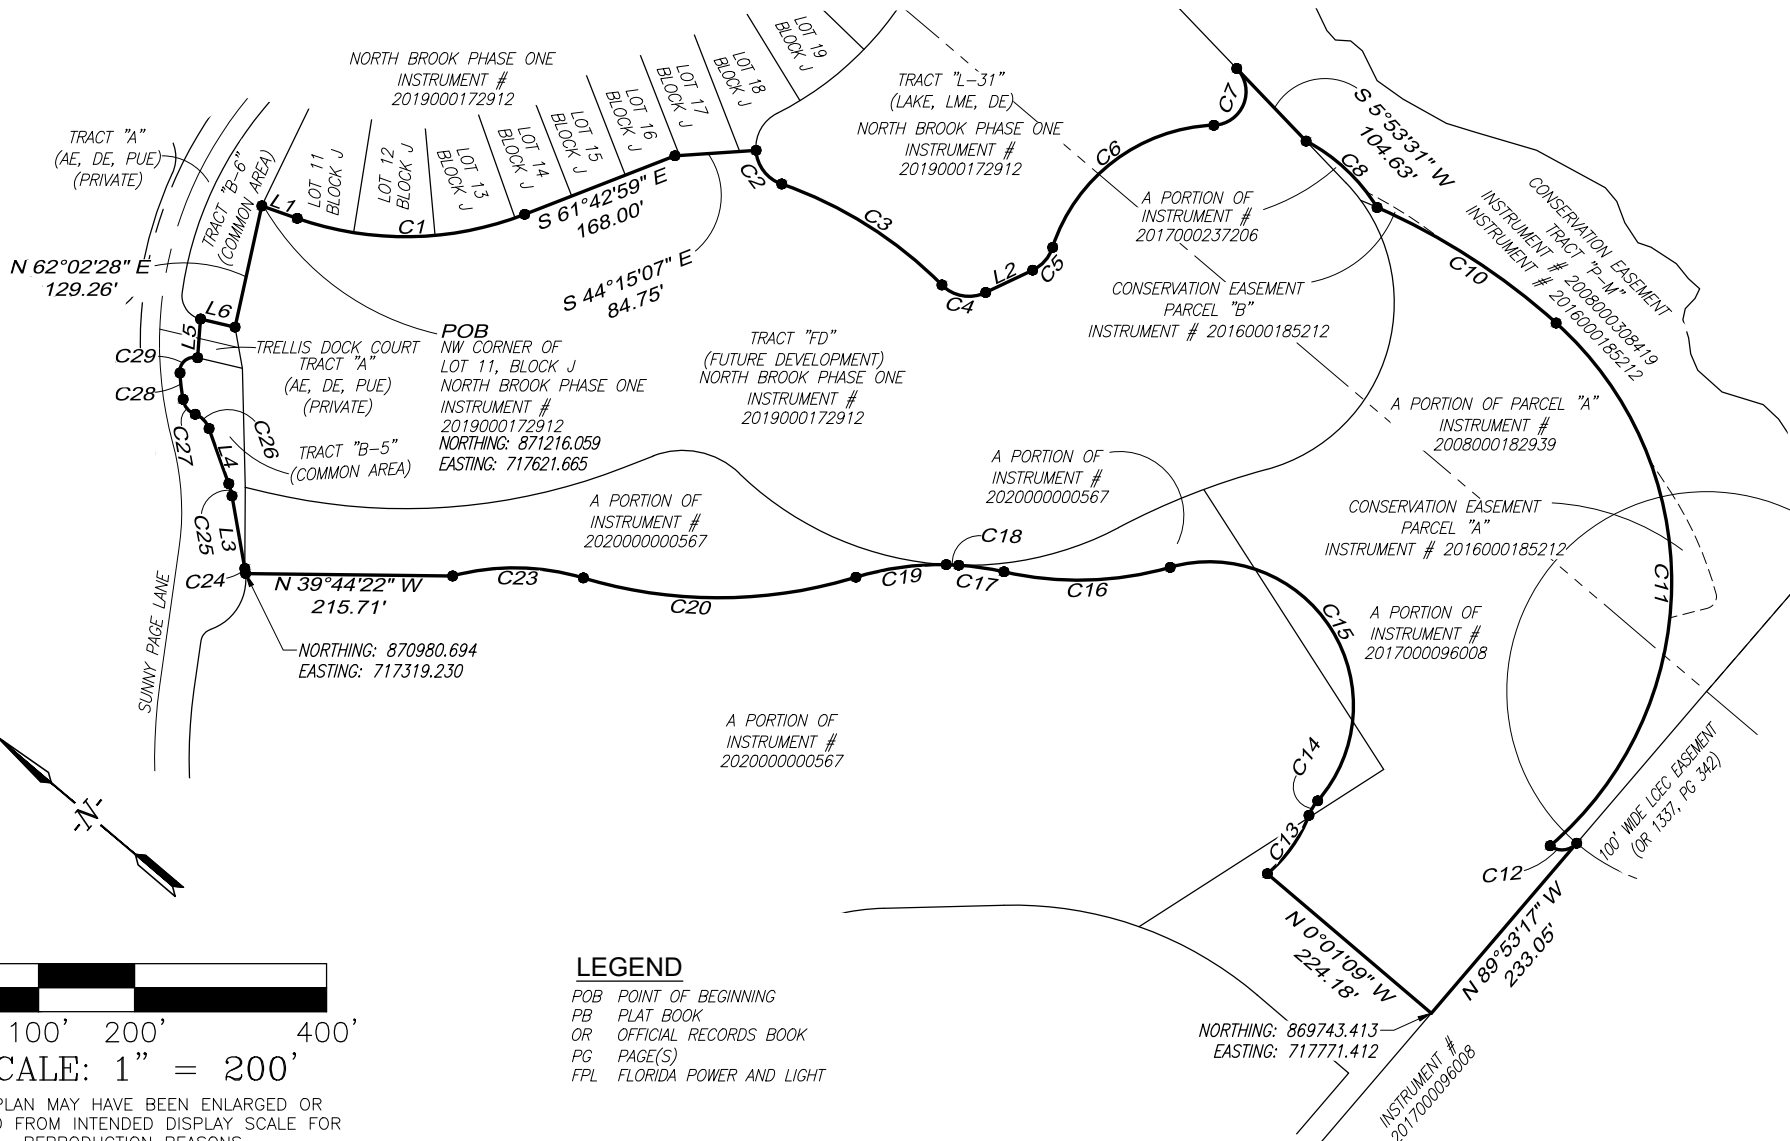 NORTH BROOK PHASE ONE
INSTRUMENT #
2019000172912
TRACT "A"
(AE, DE, PUE)
(PRIVATE)
TRACT "B-6"
(COMMON AREA)
LOT 11
BLOCK J
LOT 12
BLOCK J
LOT 13
BLOCK J
LOT 14
BLOCK J
LOT 15
BLOCK J
LOT 16
BLOCK J
LOT 17
BLOCK J
LOT 18
BLOCK J
LOT 19
BLOCK J
TRACT "L-31"
(LAKE, LME, DE)
NORTH BROOK PHASE ONE
INSTRUMENT #
2019000172912
C7
S 5°53'31" W
104.63'
C8
C6
C2
C3
L1
C1
S 61°42'59" E
168.00'
S 44°15'07" E
84.75'
C4
L2
C5
A PORTION OF
INSTRUMENT #
2017000237206
CONSERVATION EASEMENT
TRACT "P-M"
INSTRUMENT # 2008000308419
INSTRUMENT # 2016000185212
C10
CONSERVATION EASEMENT
PARCEL "B"
INSTRUMENT # 2016000185212
N 62°02'28" E
129.26'
L6
L5
C29
C28
C27
C26
L4
C25
L3
C24
TRELLIS DOCK COURT
TRACT "A"
(AE, DE, PUE)
(PRIVATE)
TRACT "B-5"
(COMMON AREA)
POB
NW CORNER OF
LOT 11, BLOCK J
NORTH BROOK PHASE ONE
INSTRUMENT #
2019000172912
NORTHING: 871216.059
EASTING: 717621.665
TRACT "FD"
(FUTURE DEVELOPMENT)
NORTH BROOK PHASE ONE
INSTRUMENT #
2019000172912
A PORTION OF PARCEL "A"
INSTRUMENT #
2008000182939
A PORTION OF
INSTRUMENT #
2020000000567
A PORTION OF
INSTRUMENT #
2020000000567
CONSERVATION EASEMENT
PARCEL "A"
INSTRUMENT # 2016000185212
C11
SUNNY PAGE LANE
N 39°44'22" W
215.71'
C23
C20
C19
C18
C17
C16
C15
A PORTION OF
INSTRUMENT #
2017000096008
NORTHING: 870980.694
EASTING: 717319.230
A PORTION OF
INSTRUMENT #
2020000000567
C14
C13
C12
100' WIDE LCEC EASEMENT
(OR 1337, PG 342)
N 0°01'09" W
224.18'
N 89°53'17" W
233.05'
NORTHING: 869743.413
EASTING: 717771.412
INSTRUMENT #
2017000096008
-N-
100' 200' 400'
CALE: 1" = 200'
PLAN MAY HAVE BEEN ENLARGED OR
D FROM INTENDED DISPLAY SCALE FOR
REPRODUCTION REASONS
LEGEND
POB POINT OF BEGINNING
PB PLAT BOOK
OR OFFICIAL RECORDS BOOK
PG PAGE(S)
FPL FLORIDA POWER AND LIGHT